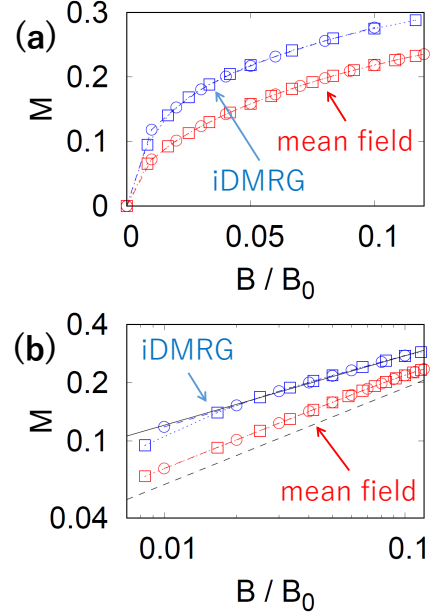 (a)
0.3
0.2
0.1
0
M
iDMRG
mean field
0
0.05
0.1
B / B₀
(b)
0.4
0.2
0.1
0.04
M
iDMRG
mean field
0.01
0.1
B / B₀